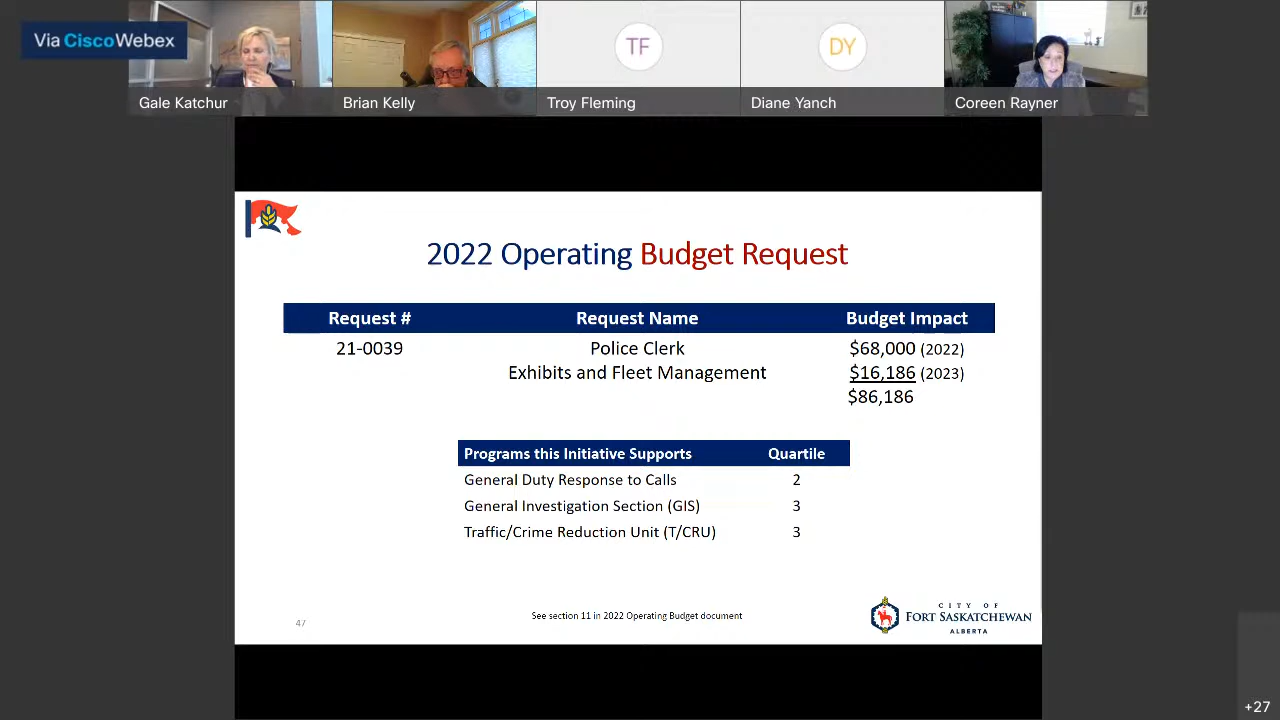 Via Cisco Webex
Gale Katchur
Brian Kelly
TF
Troy Fleming
DY
Diane Yanch
Coreen Rayner
2022 Operating Budget Request
Request # Request Name Budget Impact
21-0039 Police Clerk $68,000 (2022)
Exhibits and Fleet Management $16,186 (2023)
$86,186
Programs this Initiative Supports Quartile
General Duty Response to Calls 2
General Investigation Section (GIS) 3
Traffic/Crime Reduction Unit (T/CRU) 3
See section 11 in 2022 Operating Budget document
47
CITY OF
FORT SASKATCHEWAN
ALBERTA
+27